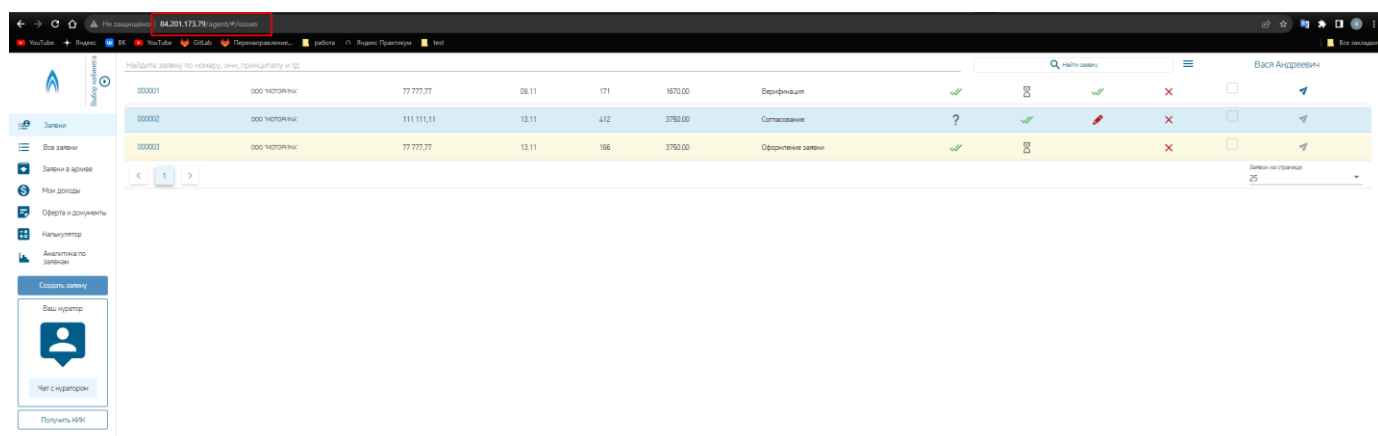 Не защищено 84.201.173.79/agent/#/issues
YouTube Яндекс ВК YouTube GitLab Перенаправление... работа Яндекс Практикум test Все закладки
Выбор кабинета
Найдите заявку по номеру, инн, принципалу и тд.
Найти заявку
Вася Андреевич
000001 ООО "МОТОРИКА" 77 777,77 08.11 171 1670.00 Верификация
000002 ООО "МОТОРИКА" 111 111,11 13.11 412 3750.00 Согласование ?
000003 ООО "МОТОРИКА" 77 777,77 13.11 166 3750.00 Оформление заявки
< 1 >
Заявок на странице
25
Заявки
Все заявки
Заявки в архиве
Мои доходы
Оферта и документы
Калькулятор
Аналитика по
заявкам
Создать заявку
Ваш куратор
Чат с куратором
Получить КИК